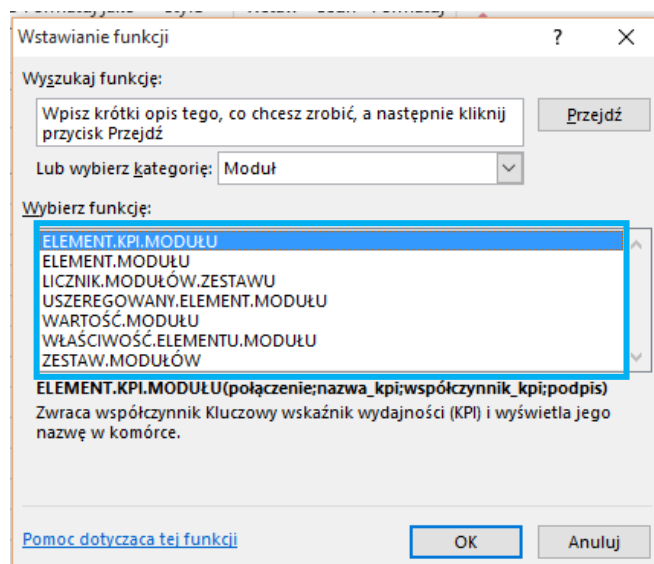 Wstawianie funkcji ? ×
Wyszukaj funkcję:
Wpisz krótki opis tego, co chcesz zrobić, a następnie kliknij
przycisk Przejdź
Przejdź
Lub wybierz kategorię: Moduł
Wybierz funkcję:
ELEMENT.KPI.MODUŁU
ELEMENT.MODUŁU
LICZNIK.MODUŁÓW.ZESTAWU
USZEREGOWANY.ELEMENT.MODUŁU
WARTOŚĆ.MODUŁU
WŁAŚCIWOŚĆ.ELEMENTU.MODUŁU
ZESTAW.MODUŁÓW
ELEMENT.KPI.MODUŁU(połączenie;nazwa_kpi;współczynnik_kpi;podpis)
Zwraca współczynnik Kluczowy wskaźnik wydajności (KPI) i wyświetla jego
nazwę w komórce.
Pomoc dotycząca tej funkcji OK Anuluj